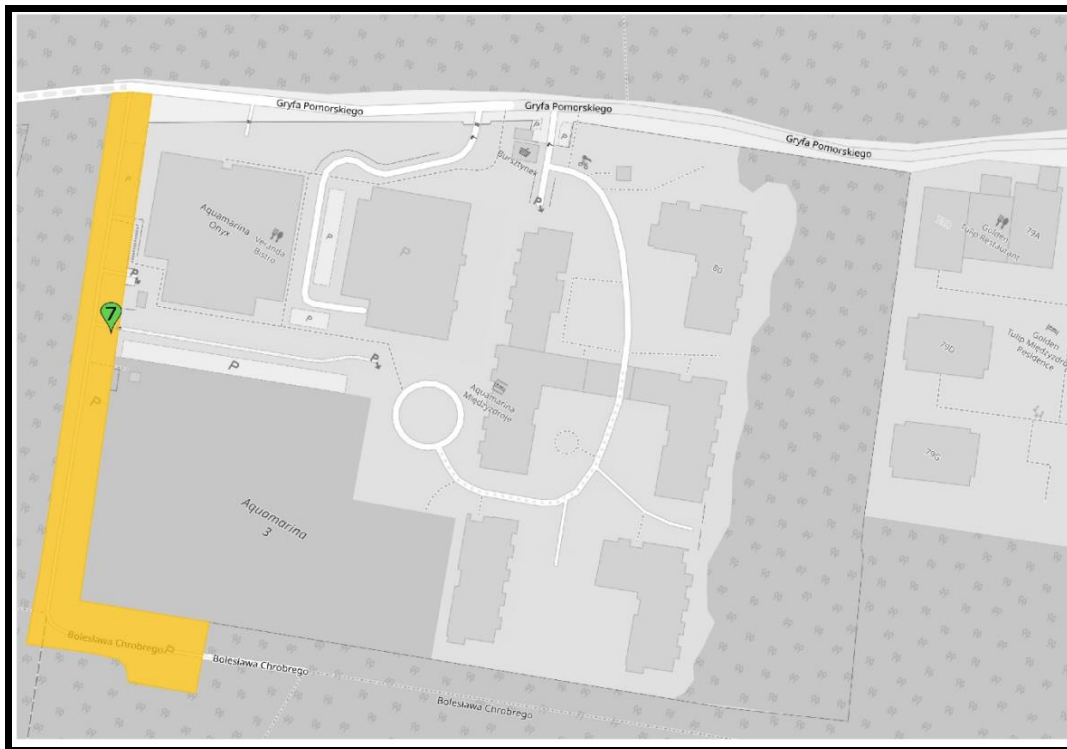 Gryfa Pomorskiego
Gryfa Pomorskiego
Gryfa Pomorskiego
P
P
Bursztynek
P
P
Aquamarina
Onyx
Veranda
Bistro
P
P
80
Golden
Tulip Restaurant
79A
P
7
P
P
P
P
79D
Golden
Tulip Międzyzdroje
Residence
Aquamarina
Międzyzdroje
P
79G
Aquamarina
3
Bolesława Chrobrego
P
Bolesława Chrobrego
Bolesława Chrobrego